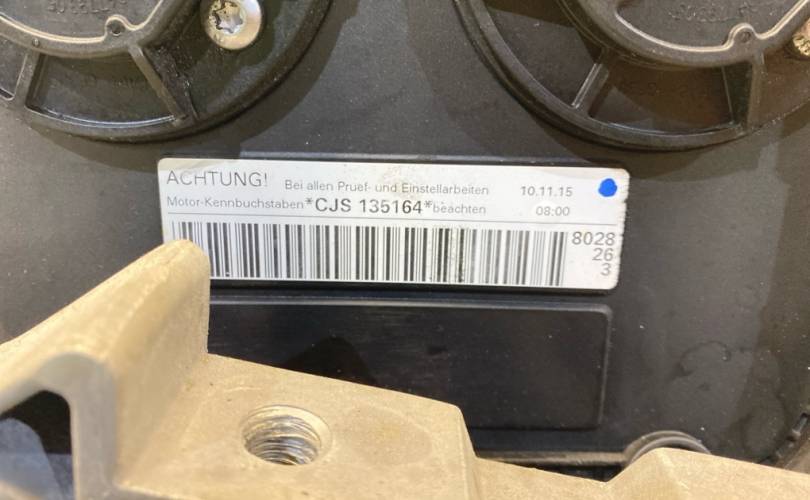 ACHTUNG! Bei allen Pruef- und Einstellarbeiten 10.11.15
Motor-Kennbuchstaben *CJS 135164* beachten 08:00
8028
26
3